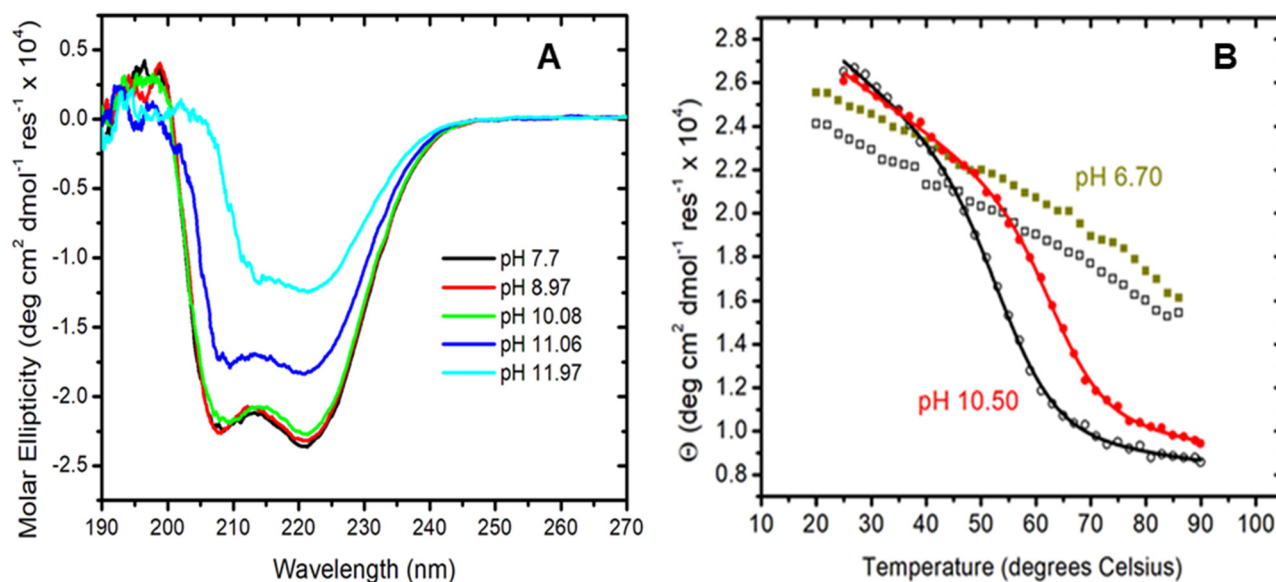 A
Molar Ellipticity (deg cm² dmol⁻¹ res⁻¹ x 10⁴)
0.5
0.0
-0.5
-1.0
-1.5
-2.0
-2.5
pH 7.7
pH 8.97
pH 10.08
pH 11.06
pH 11.97
190 200 210 220 230 240 250 260 270
Wavelength (nm)
B
Θ (deg cm² dmol⁻¹ res⁻¹ x 10⁴)
2.8
2.6
2.4
2.2
2.0
1.8
1.6
1.4
1.2
1.0
0.8
pH 6.70
pH 10.50
10 20 30 40 50 60 70 80 90 100
Temperature (degrees Celsius)